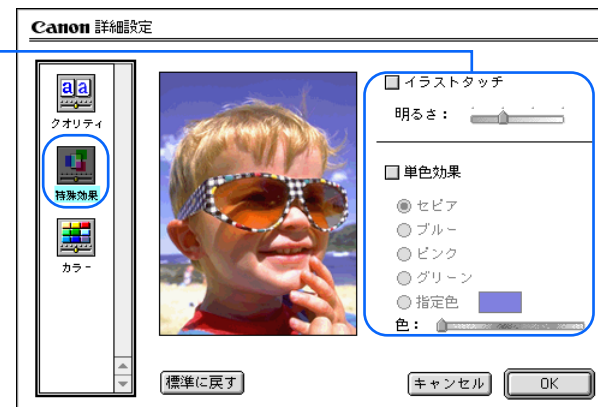 Canon 詳細設定
クオリティ
特殊効果
カラー
イラストタッチ
明るさ：
単色効果
セピア
ブルー
ピンク
グリーン
指定色
色：
標準に戻す
キャンセル
OK